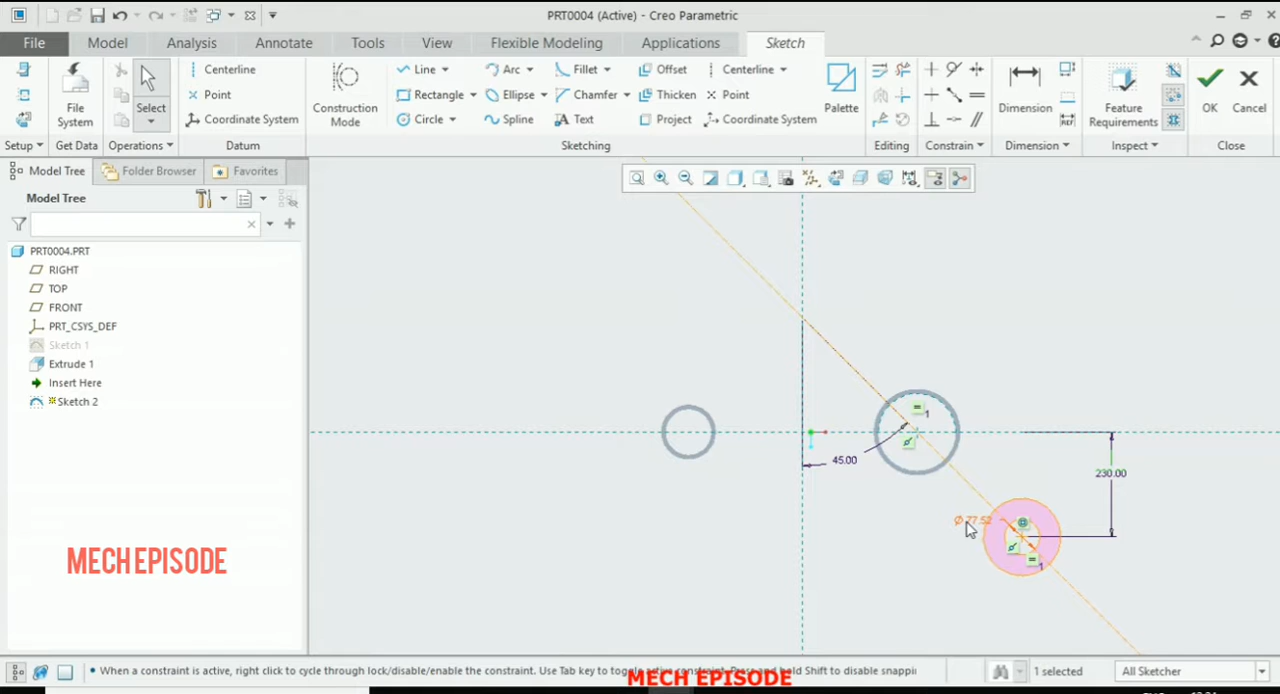 PRT0004 (Active) - Creo Parametric
File Model Analysis Annotate Tools View Flexible Modeling Applications Sketch
Centerline
Point
Coordinate System
File System
Select
Construction Mode
Line Arc Fillet Offset Centerline
Rectangle Ellipse Chamfer Thicken Point
Circle Spline Text Project Coordinate System
Palette
Dimension
REF
Feature Requirements
OK Cancel
Setup Get Data Operations Datum Sketching Editing Constrain Dimension Inspect Close
Model Tree Folder Browser Favorites
Model Tree
PRT0004.PRT
RIGHT
TOP
FRONT
PRT_CSYS_DEF
Sketch 1
Extrude 1
Insert Here
Sketch 2
1
45.00
230.00
Ø 77.52
1
MECH EPISODE
• When a constraint is active, right click to cycle through lock/disable/enable the constraint. Use Tab key to toggle active constraint. Press and hold Shift to disable snappin
1 selected
All Sketcher
MECH EPISODE